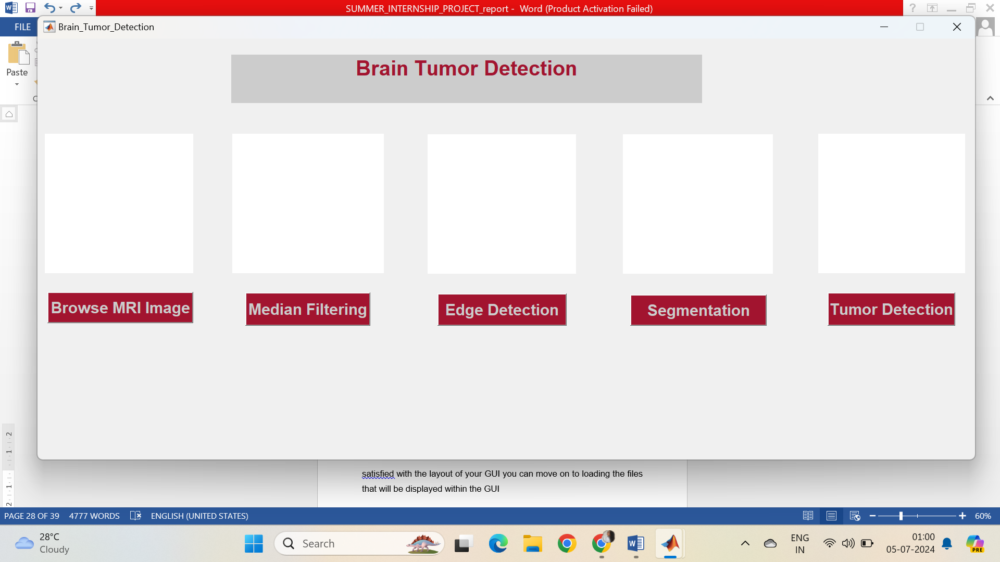 SUMMER_INTERNSHIP_PROJECT_report - Word (Product Activation Failed)
FILE
Brain_Tumor_Detection
Paste
Brain Tumor Detection
Browse MRI Image
Median Filtering
Edge Detection
Segmentation
Tumor Detection
satisfied with the layout of your GUI you can move on to loading the files
that will be displayed within the GUI
PAGE 28 OF 39 4777 WORDS ENGLISH (UNITED STATES) 60%
28°C
Cloudy
Search
ENG
IN
01:00
05-07-2024
PRE